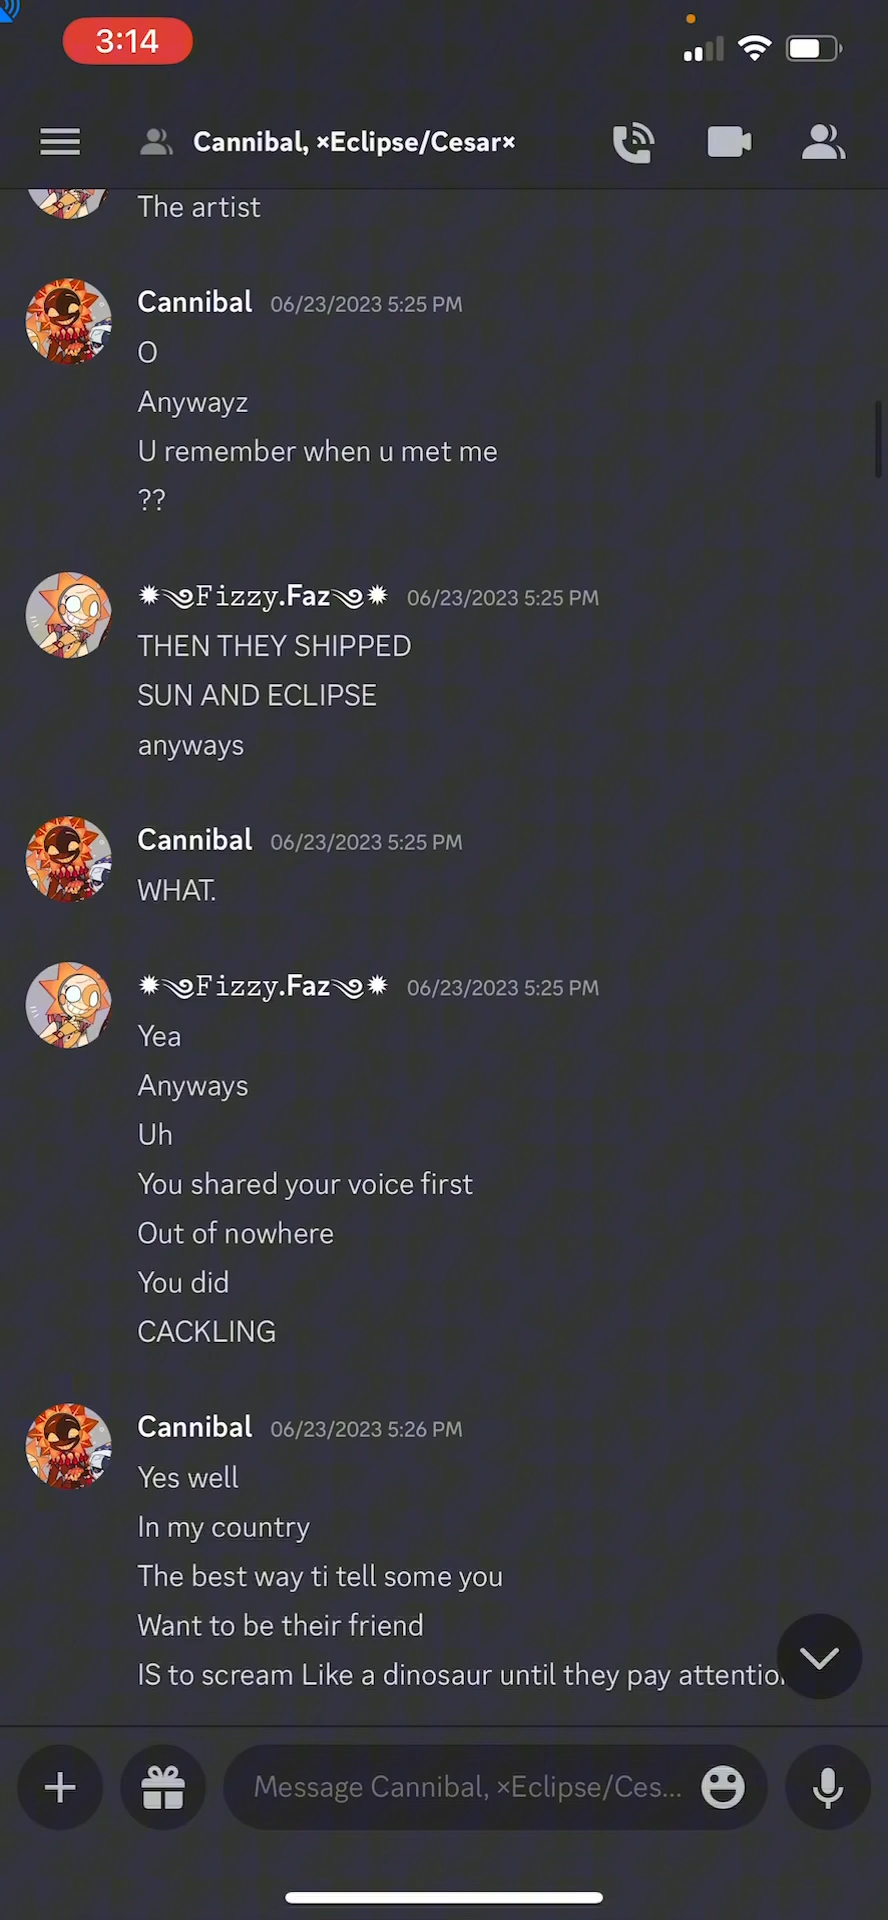 3:14
Cannibal, ×Eclipse/Cesar×
The artist
Cannibal 06/23/2023 5:25 PM
O
Anywayz
U remember when u met me
??
✹༄Fizzy.Faz༄✹ 06/23/2023 5:25 PM
THEN THEY SHIPPED
SUN AND ECLIPSE
anyways
Cannibal 06/23/2023 5:25 PM
WHAT.
✹༄Fizzy.Faz༄✹ 06/23/2023 5:25 PM
Yea
Anyways
Uh
You shared your voice first
Out of nowhere
You did
CACKLING
Cannibal 06/23/2023 5:26 PM
Yes well
In my country
The best way ti tell some you
Want to be their friend
IS to scream Like a dinosaur until they pay
Message Cannibal, ×Eclipse/Ces...